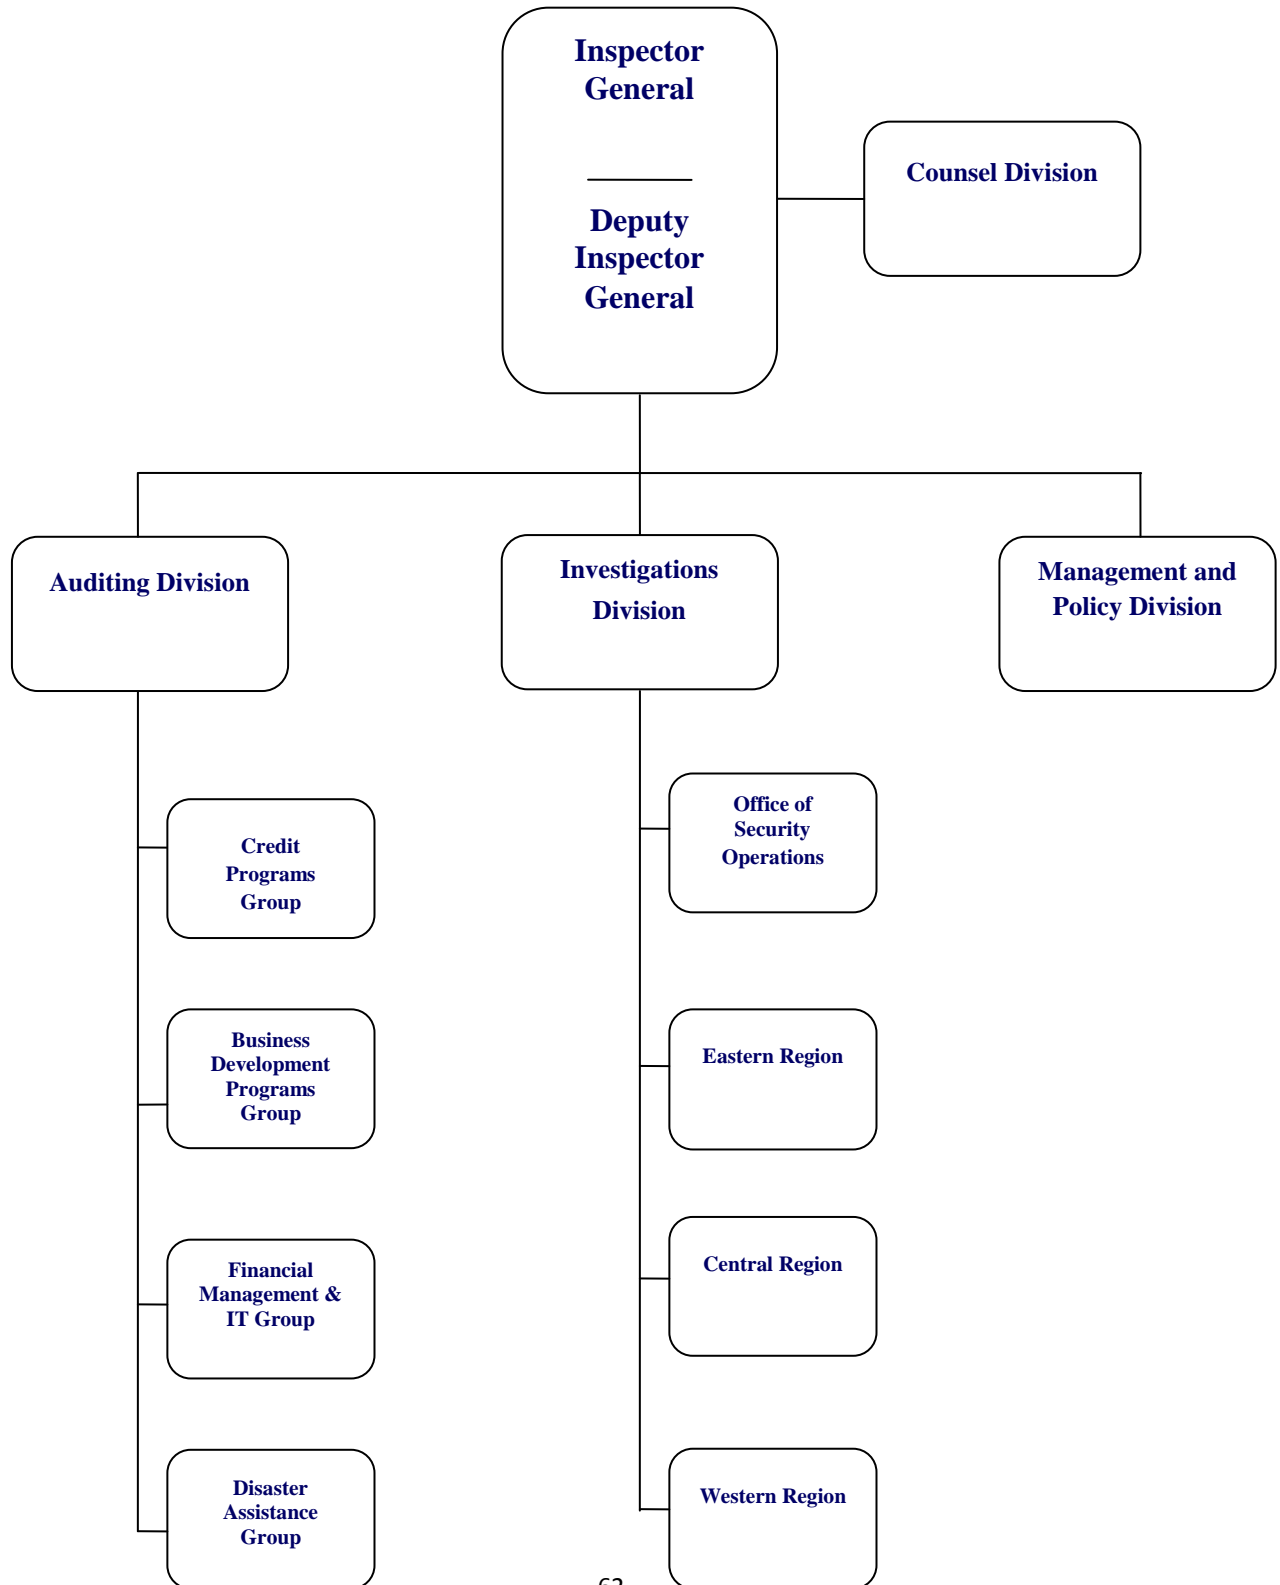 Inspector
General
Deputy
Inspector
General
Counsel Division
Auditing Division
Investigations
Division
Management and
Policy Division
Credit
Programs
Group
Business
Development
Programs
Group
Financial
Management &
IT Group
Disaster
Assistance
Group
Office of
Security
Operations
Eastern Region
Central Region
Western Region